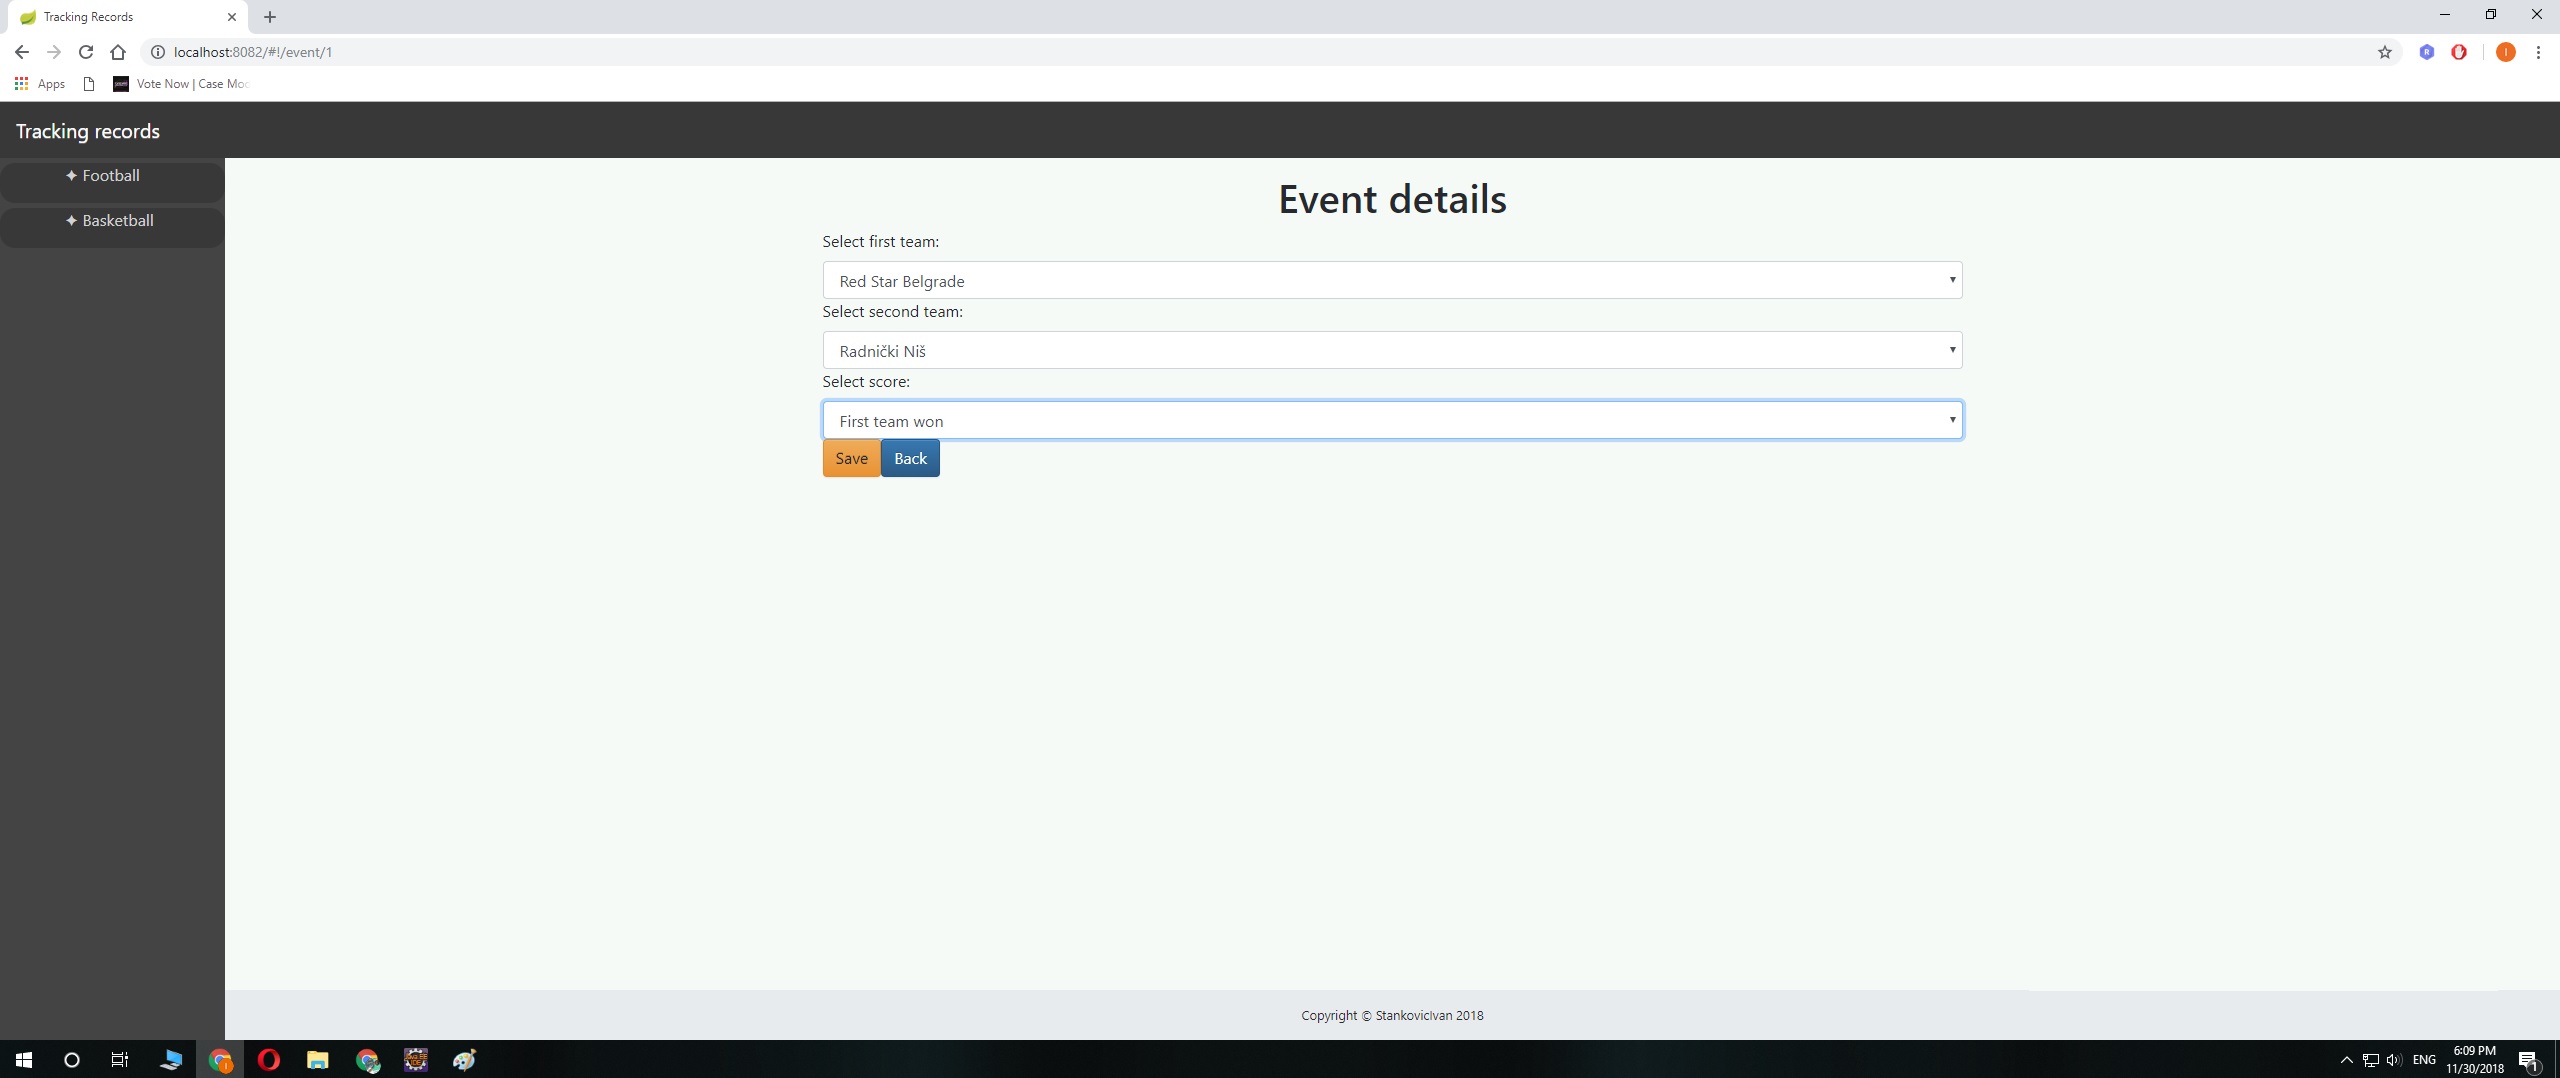 Tracking Records
localhost:8082/#!/event/1
Apps
Vote Now | Case Mod
Tracking records
✦ Football
✦ Basketball
Event details
Select first team:
Red Star Belgrade
Select second team:
Radnički Niš
Select score:
First team won
Save Back
Copyright © StankovicIvan 2018
ENG
6:09 PM
11/30/2018
1